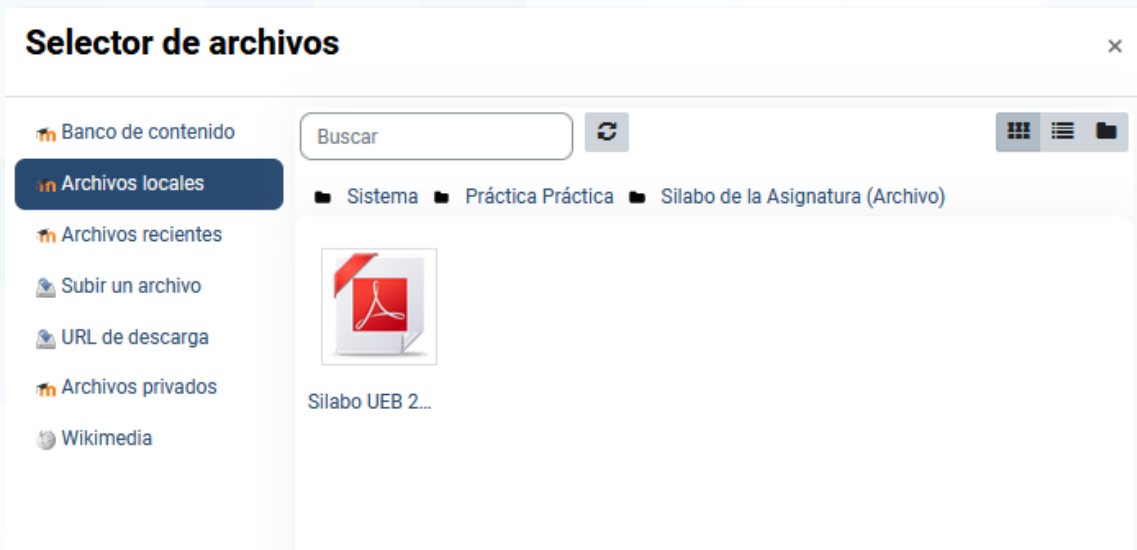 Selector de archivos
×
Banco de contenido
Archivos locales
Archivos recientes
Subir un archivo
URL de descarga
Archivos privados
Wikimedia
Buscar
Sistema Práctica Práctica Silabo de la Asignatura (Archivo)
Silabo UEB 2...